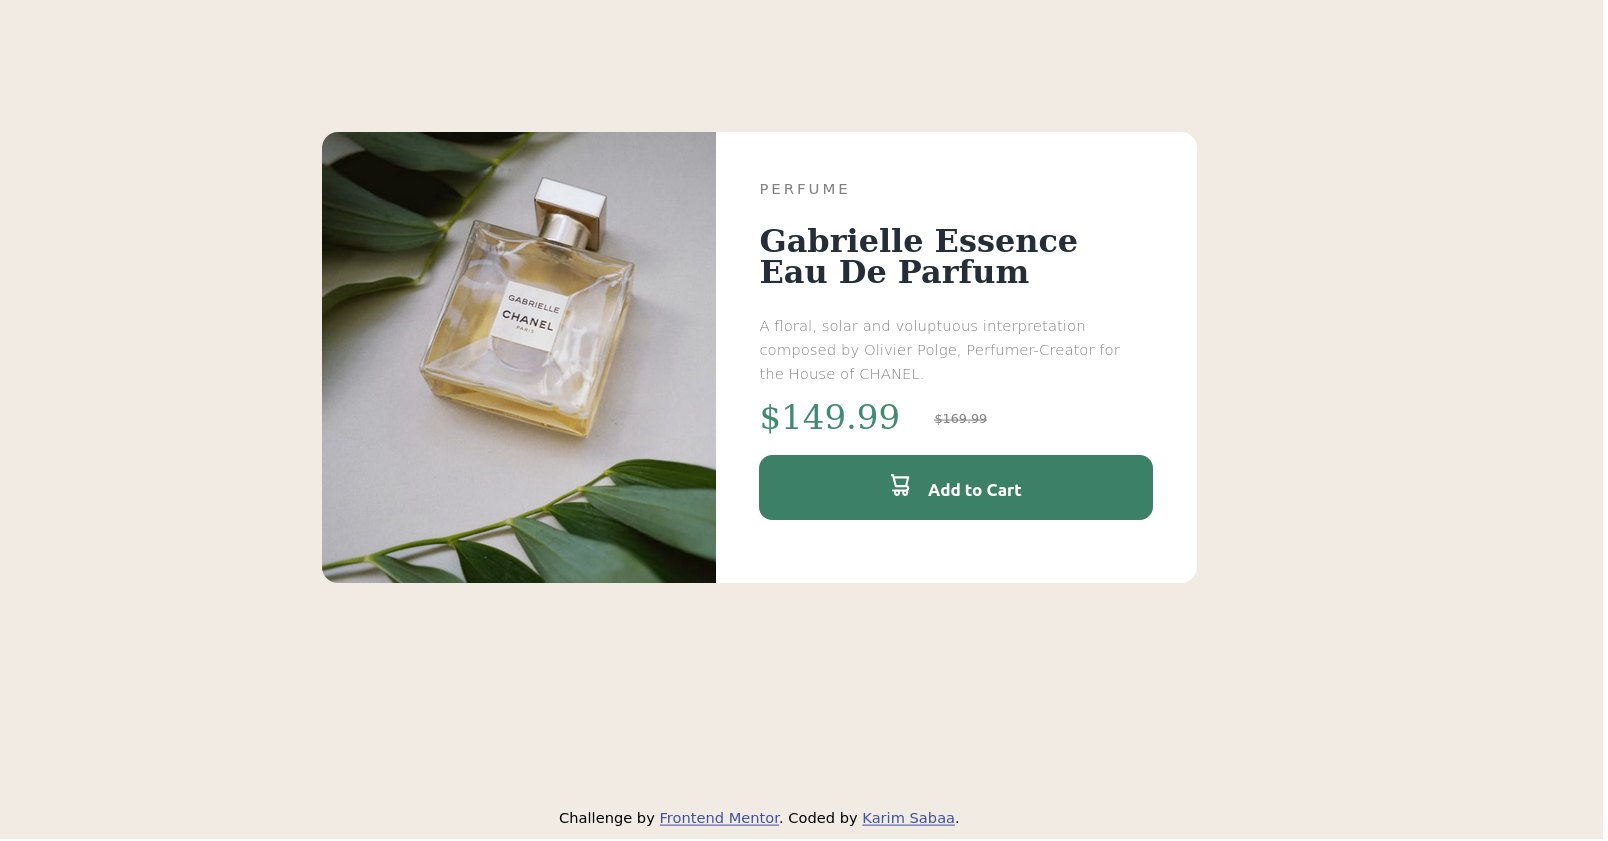 GABRIELLE
CHANEL
PARIS
PERFUME
Gabrielle Essence
Eau De Parfum
A floral, solar and voluptuous interpretation
composed by Olivier Polge, Perfumer-Creator for
the House of CHANEL.
$149.99 $169.99
Add to Cart
Challenge by Frontend Mentor. Coded by Karim Sabaa.